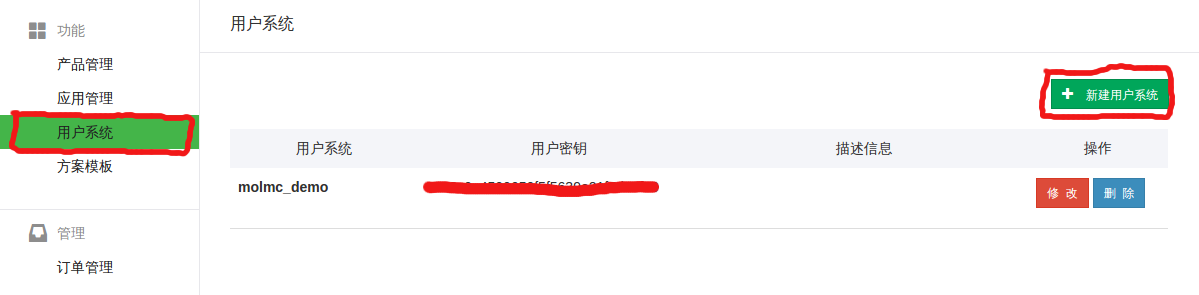 功能
产品管理
应用管理
用户系统
方案模板
管理
订单管理
用户系统
新建用户系统
用户系统 用户密钥 描述信息 操作
molmc_demo 修 改 删 除